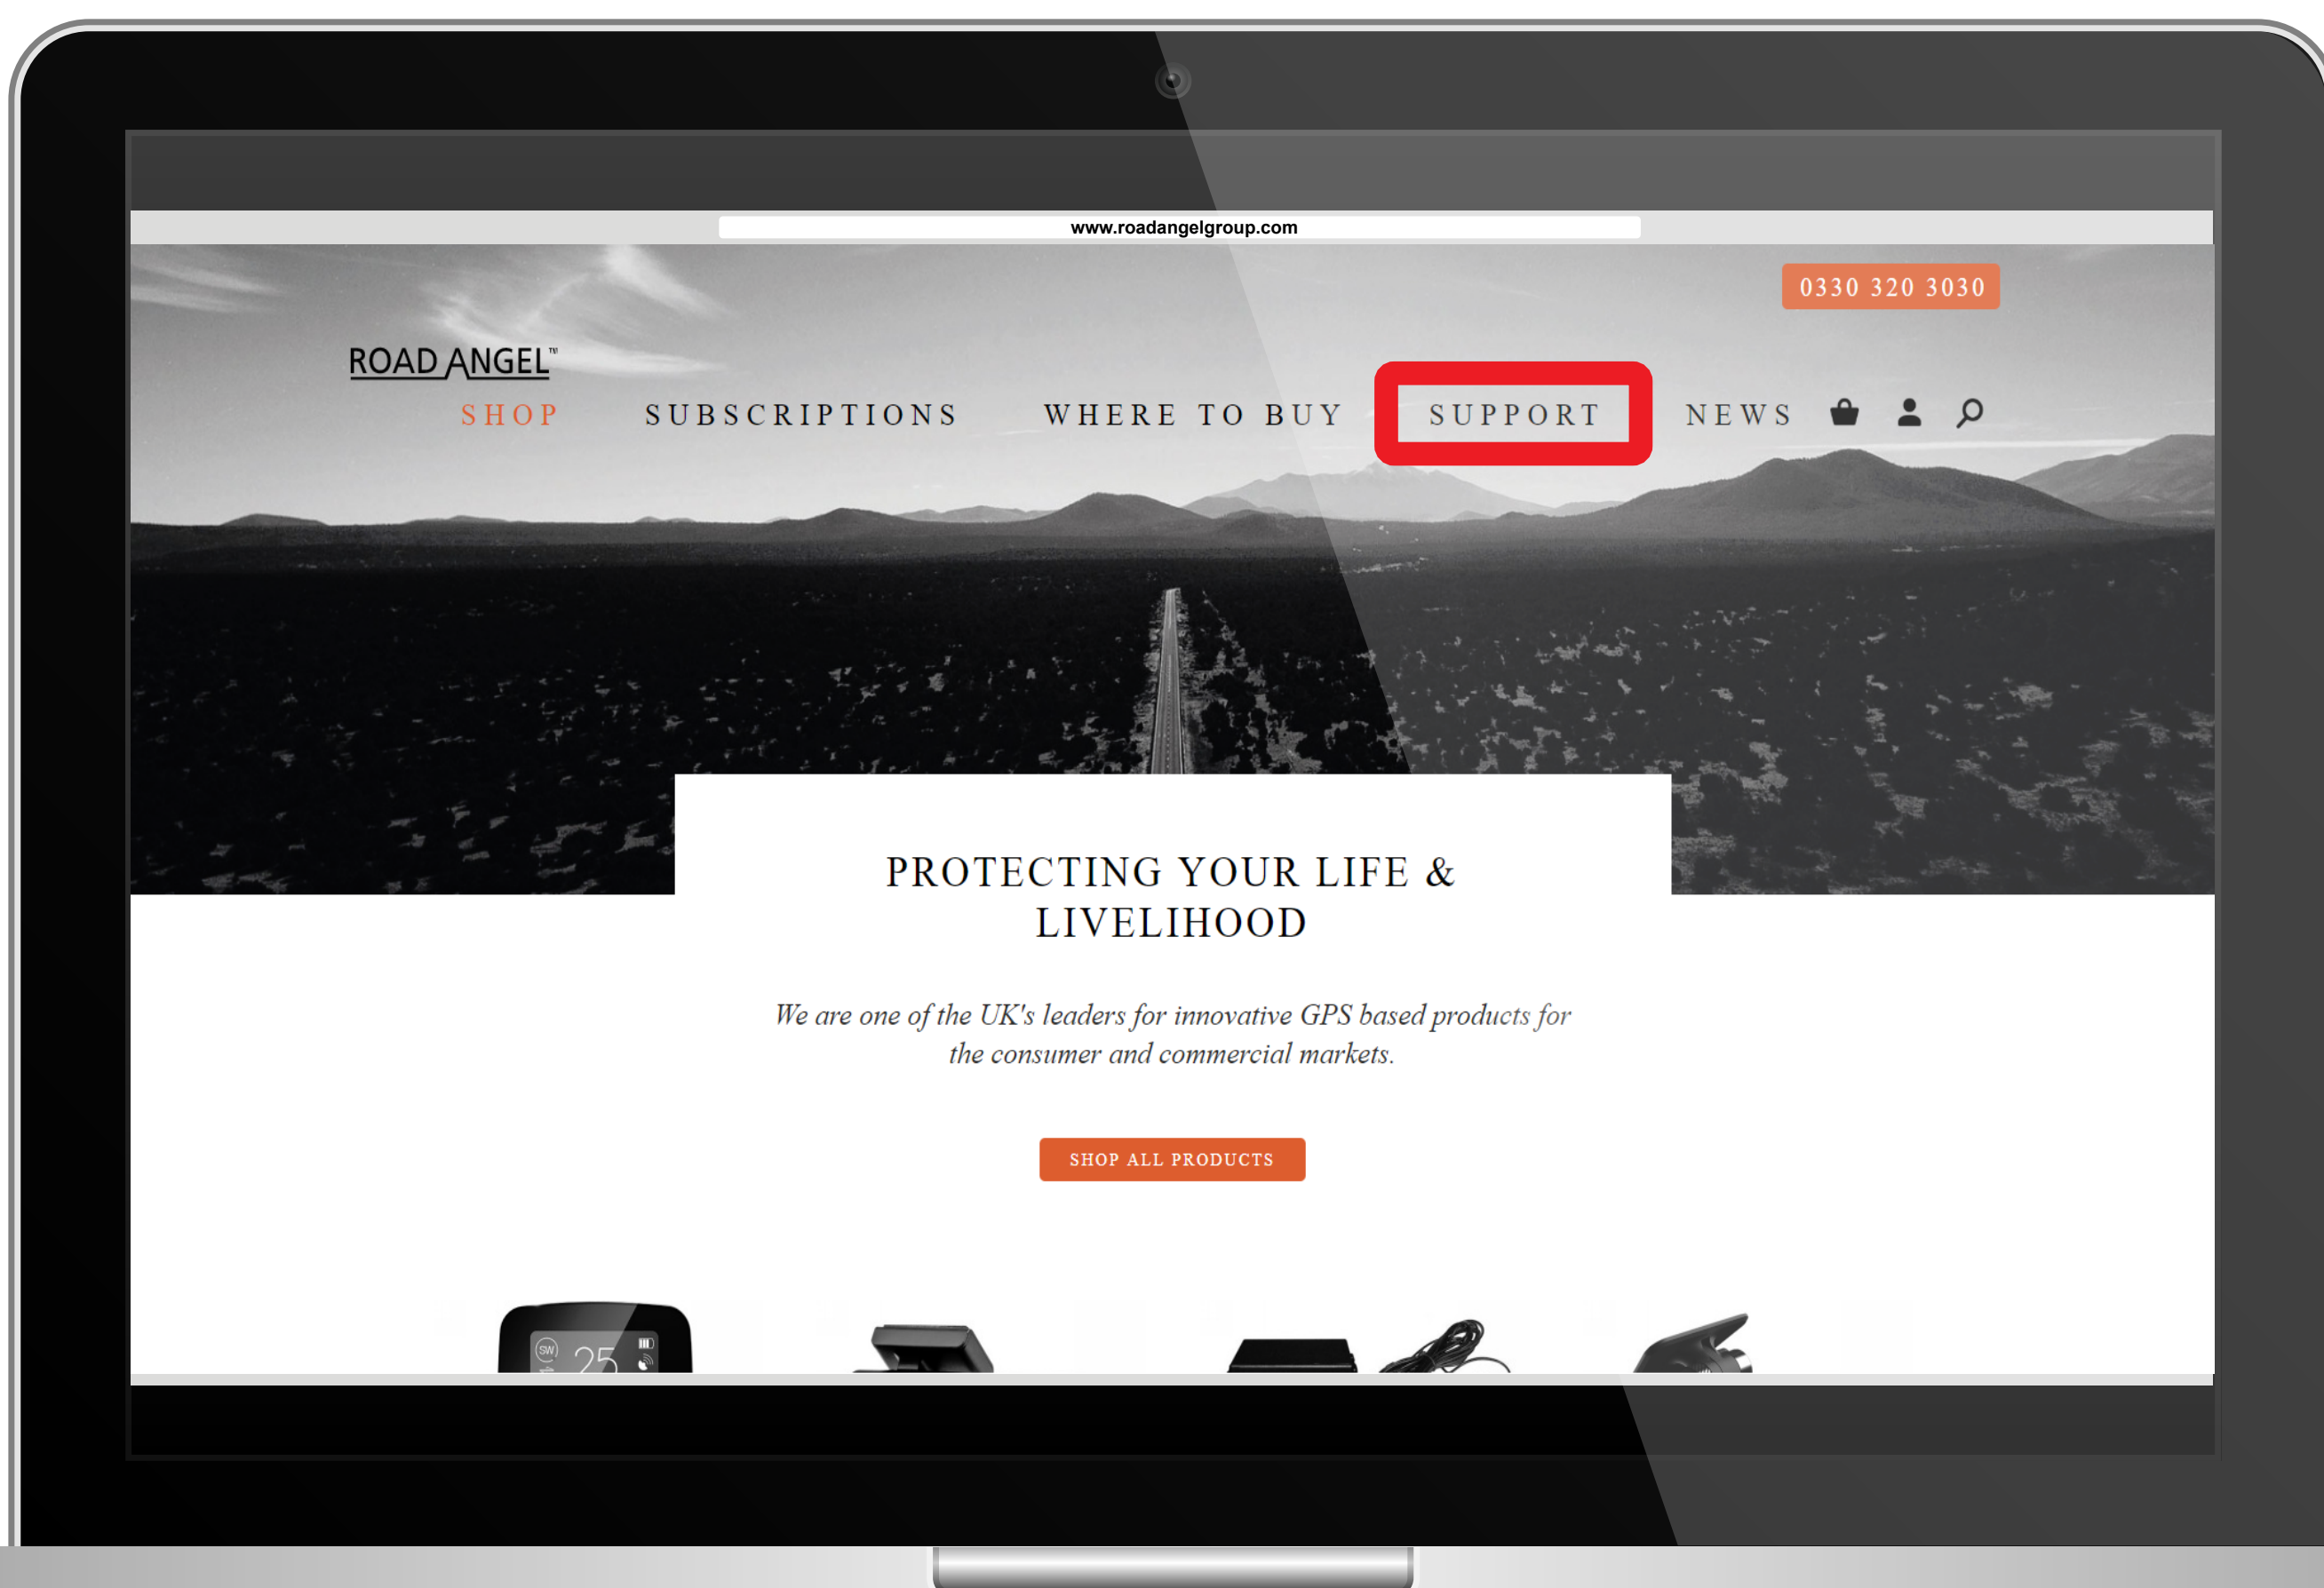 www.roadangelgroup.com
0330 320 3030
ROAD ANGEL™
SHOP SUBSCRIPTIONS WHERE TO BUY SUPPORT NEWS
PROTECTING YOUR LIFE &
LIVELIHOOD
We are one of the UK's leaders for innovative GPS based products for
the consumer and commercial markets.
SHOP ALL PRODUCTS
SW 25